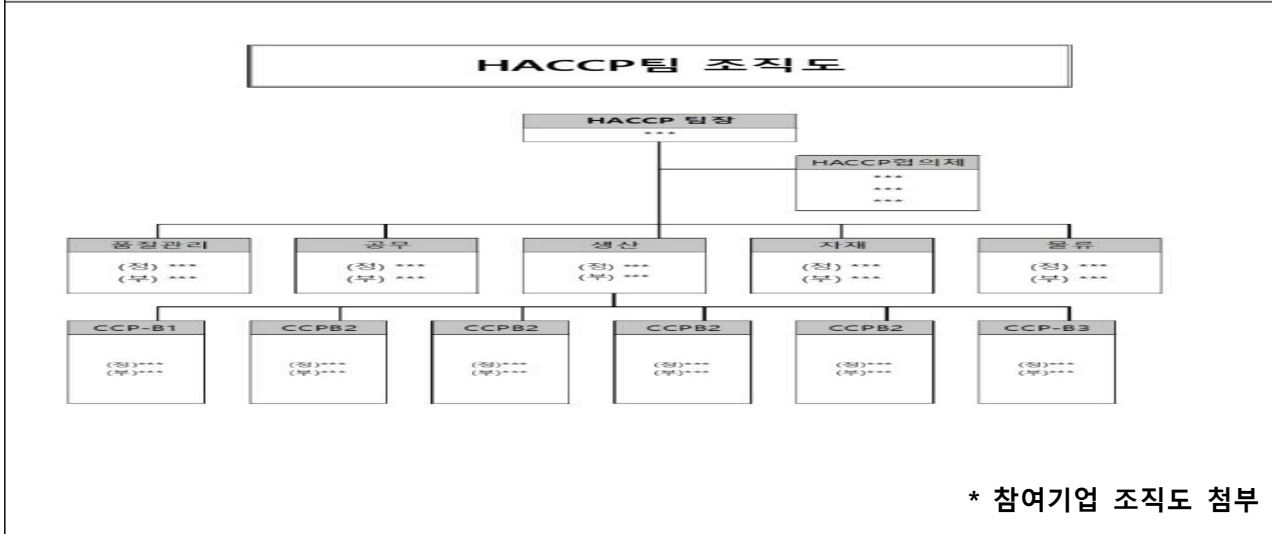 HACCP팀 조직도
HACCP 팀장
***
HACCP협의체
***
***
***
품질관리
(정) ***
(부) ***
공무
(정) ***
(부) ***
생산
(정) ***
(부) ***
자재
(정) ***
(부) ***
물류
(정) ***
(부) ***
CCP-B1
(정)***
(부)***
CCPB2
(정)***
(부)***
CCPB2
(정)***
(부)***
CCPB2
(정)***
(부)***
CCPB2
(정)***
(부)***
CCP-B3
(정)***
(부)***
* 참여기업 조직도 첨부